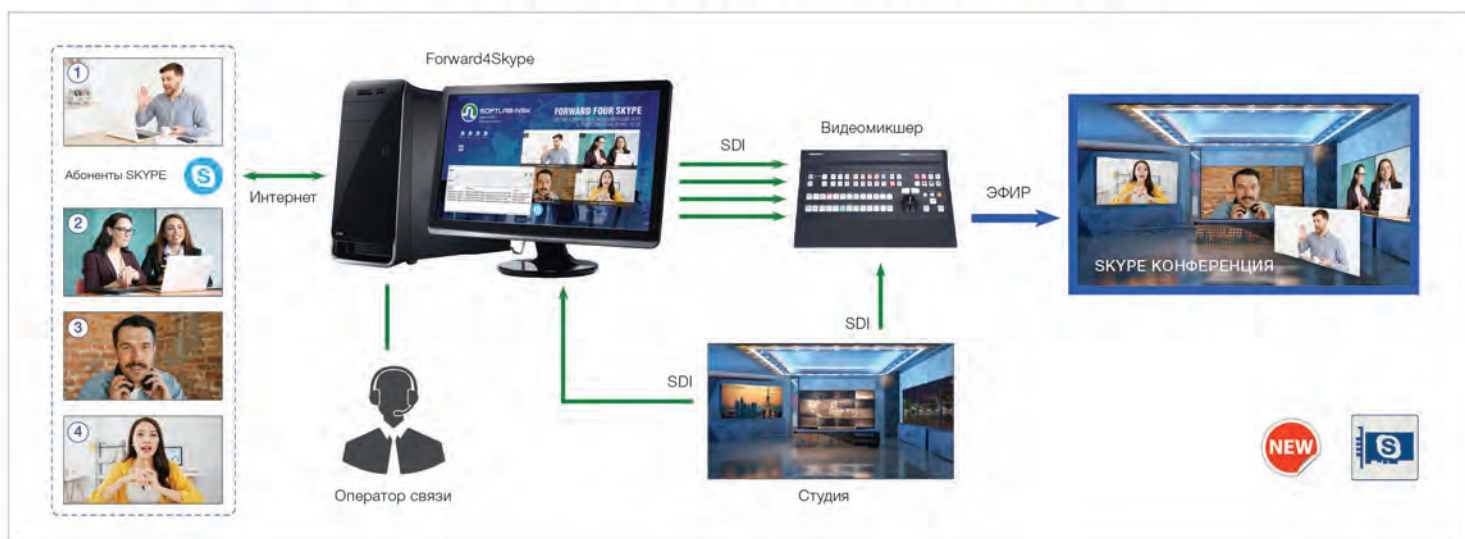 Forward4Skype
1
SOFTLAB-NSK
FORWARD FOUR SKYPE
Видеомикшер
SDI
Абоненты SKYPE
S
Интернет
ЭФИР
2
SKYPE КОНФЕРЕНЦИЯ
3
SDI
SDI
4
NEW
S
Оператор связи
Студия